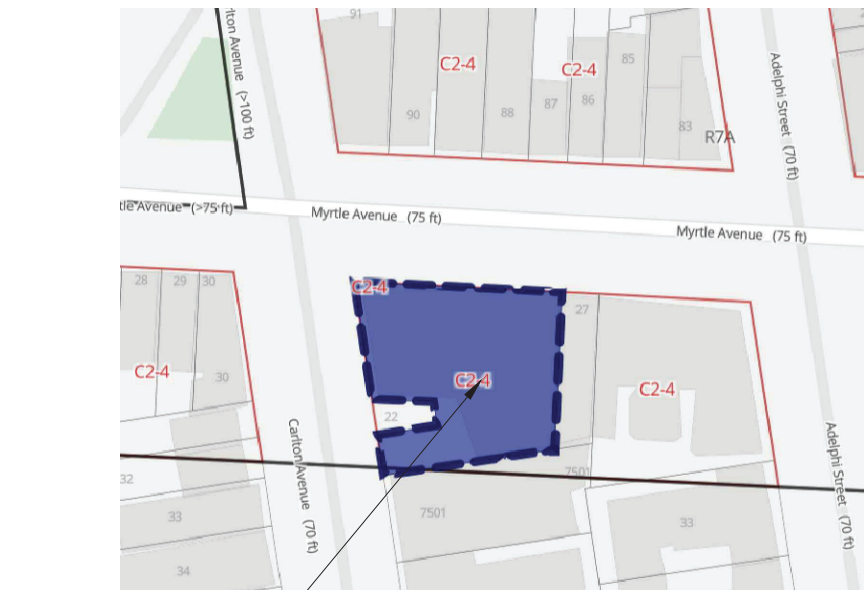 91
C2-4
C2-4
85
90
88
87
86
83
R7A
Avenue (>100 ft)
Adelphi Street (70 ft)
Avenue (>75 ft)
Myrtle Avenue (75 ft)
Myrtle Avenue (75 ft)
28
29
30
C2-4
27
C2-4
30
C2-4
C2-4
22
Carlton Avenue (70 ft)
Adelphi Street (70 ft)
32
7501
33
7501
33
34